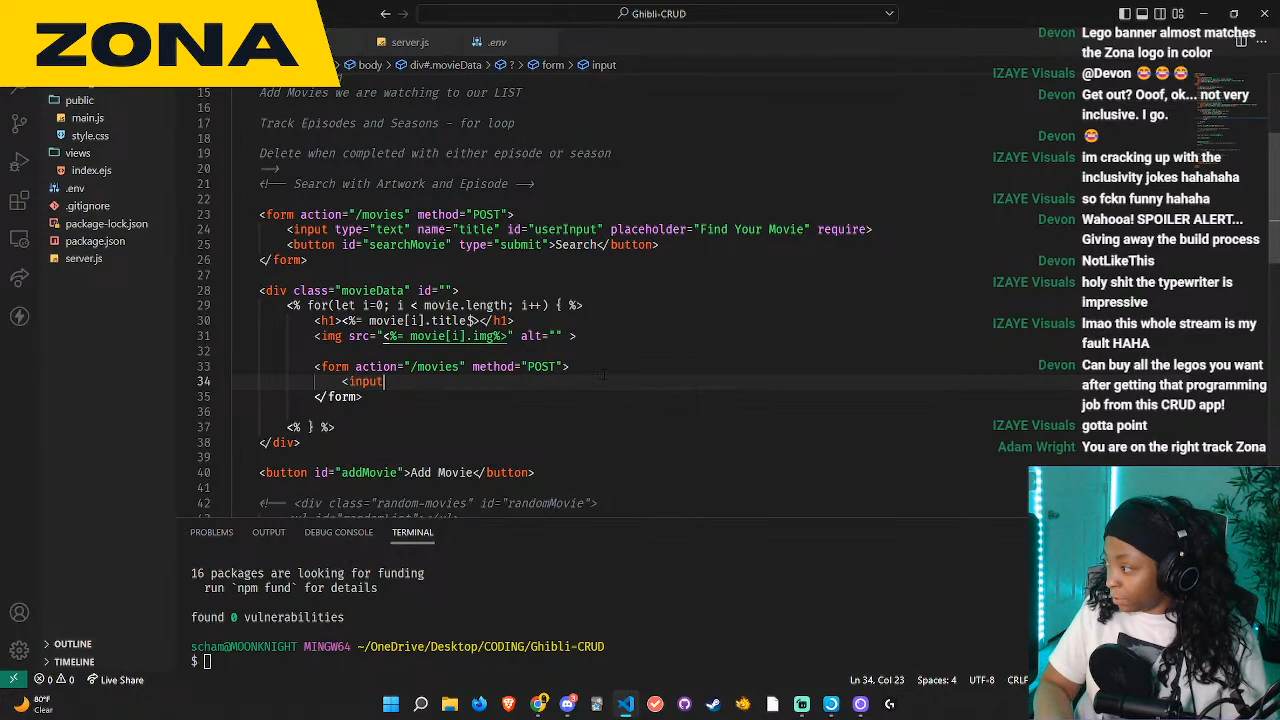 ZONA
Ghibli-CRUD
server.js
.env
body
div#.movieData
?
form
input
public
main.js
style.css
views
index.ejs
.env
.gitignore
package-lock.json
package.json
server.js
OUTLINE
TIMELINE
15 Add Movies we are watching to our LIST
16
17 Track Episodes and Seasons - for loop
18
19 Delete when completed with either episode or season
20 -->
21 <!-- Search with Artwork and Episode -->
22
23 <form action="/movies" method="POST">
24 <input type="text" name="title" id="userInput" placeholder="Find Your Movie" require>
25 <button id="searchMovie" type="submit">Search</button>
26 </form>
27
28 <div class="movieData" id="">
29 <% for(let i=0; i < movie.length; i++) { %>
30 <h1><%= movie[i].title$></h1>
31 <img src="<%= movie[i].img%>" alt="" >
32
33 <form action="/movies" method="POST">
34 <input
35 </form>
36
37 <% } %>
38 </div>
39
40 <button id="addMovie">Add Movie</button>
41
42 <!-- <div class="random-movies" id="randomMovie">
PROBLEMS OUTPUT DEBUG CONSOLE TERMINAL
16 packages are looking for funding
run `npm fund` for details
found 0 vulnerabilities
scham@MOONKNIGHT MINGW64 ~/OneDrive/Desktop/CODING/Ghibli-CRUD
$
Devon Lego banner almost matches
the Zona logo in color
IZAYE Visuals @Devon 😂 😂 😂
Devon Get out? Ooof, ok... not very
inclusive. I go.
Devon 😂
IZAYE Visuals im cracking up with the
inclusivity jokes hahahaha
IZAYE Visuals so fckn funny hahaha
Devon Wahooa! SPOILER ALERT...
Giving away the build process
Devon NotLikeThis
IZAYE Visuals holy shit the typewriter is
impressive
IZAYE Visuals lmao this whole stream is my
fault HAHA
Devon Can buy all the legos you want
after getting that programming
job from this CRUD app!
IZAYE Visuals gotta point
Adam Wright You are on the right track Zona
0 0 Live Share
Ln 34, Col 23 Spaces: 4 UTF-8 CRLF
80°F
Clear